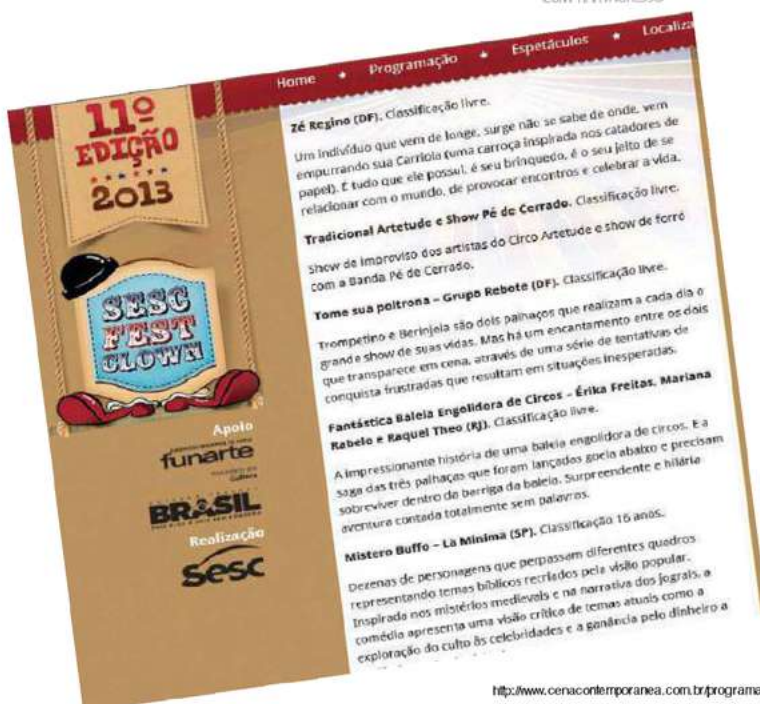 Home ★ Programação ★ Espetáculos ★ Localiza
11º
EDIÇÃO
2013
SESC
FEST
CLOWN
Apoio
funarte
Cultura
BRASIL
Realização
Sesc
Zé Regino (DF). Classificação livre.
Um indivíduo que vem de longe, surge não se sabe de onde, vem
empurrando sua Carriola (uma carroça inspirada nos catadores de
papel). É tudo que ele possui, é seu brinquedo, é o seu jeito de se
relacionar com o mundo, de provocar encontros e celebrar a vida.
Tradicional Artetude e Show Pé de Cerrado. Classificação livre.
Show de improviso dos artistas do Circo Artetude e show de forró
com a Banda Pé de Cerrado.
Tome sua poltrona – Grupo Rebote (DF). Classificação livre.
Trompetino e Berinjela são dois palhaços que realizam a cada dia o
grande show de suas vidas. Mas há um encantamento entre os dois
que transparece em cena, através de uma série de tentativas de
conquista frustradas que resultam em situações inesperadas.
Fantástica Baleia Engolidora de Circos – Érika Freitas, Mariana
Rabelo e Raquel Theo (RJ). Classificação livre.
A impressionante história de uma baleia engolidora de circos. E a
saga das três palhaças que foram lançadas goela abaixo e precisam
sobreviver dentro da barriga da baleia. Surpreendente e hilária
aventura contada totalmente sem palavras.
Mistero Buffo – La Mínima (SP). Classificação 16 anos.
Dezenas de personagens que perpassam diferentes quadros
representando temas bíblicos recriados pela visão popular.
Inspirada nos mistérios medievais e na narrativa dos jograis, a
comédia apresenta uma visão crítica de temas atuais como a
exploração do culto às celebridades e a ganância pelo dinheiro a
http://www.cenacontemporanea.com.br/programa